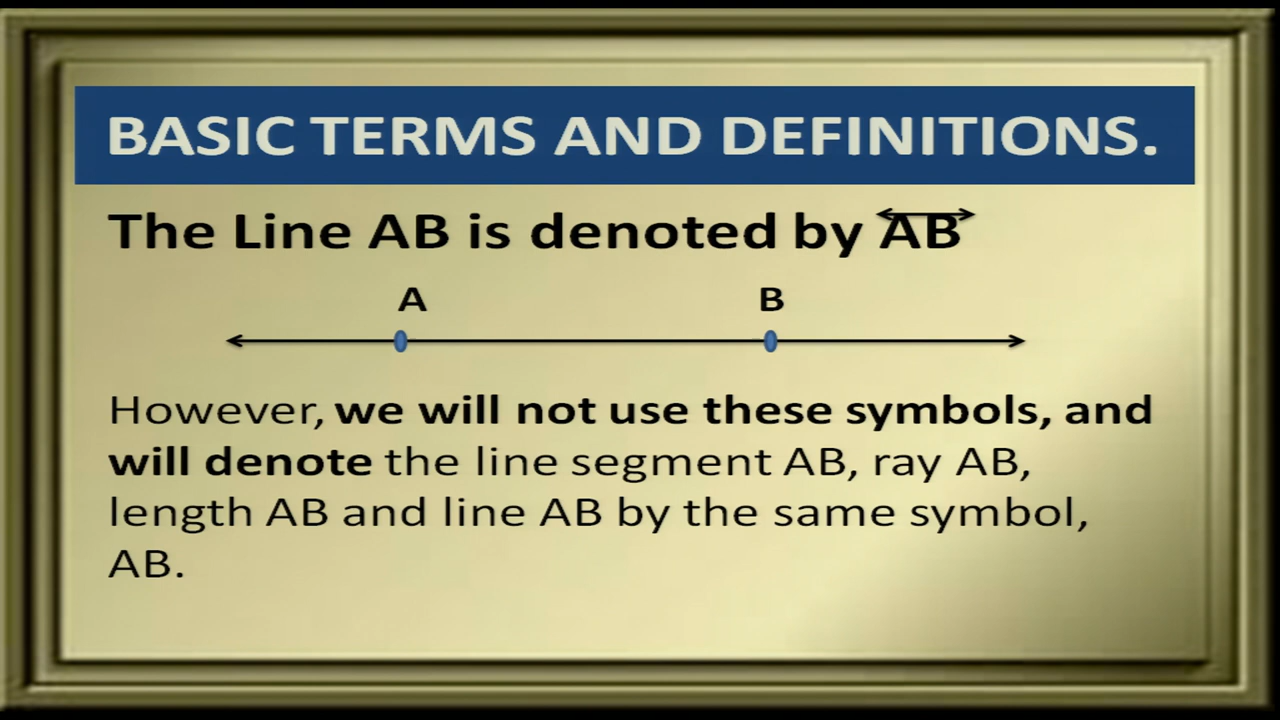 BASIC TERMS AND DEFINITIONS.
The Line AB is denoted by AB
A B
However, we will not use these symbols, and
will denote the line segment AB, ray AB,
length AB and line AB by the same symbol,
AB.